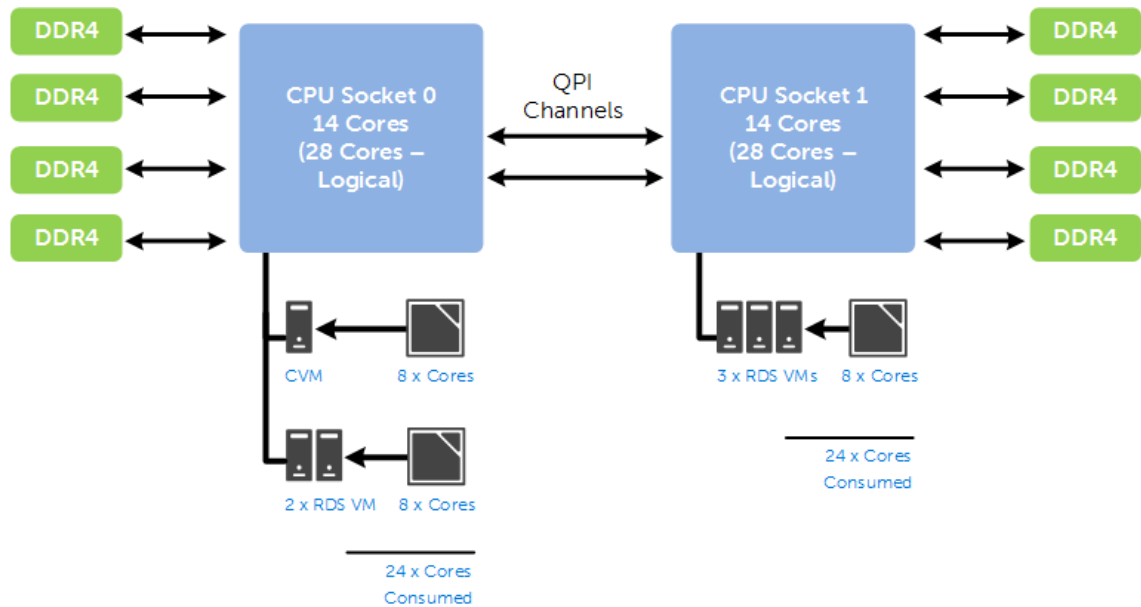 DDR4
DDR4
DDR4
DDR4
CPU Socket 0
14 Cores
(28 Cores –
Logical)
QPI
Channels
CPU Socket 1
14 Cores
(28 Cores –
Logical)
DDR4
DDR4
DDR4
DDR4
CVM
8 x Cores
2 x RDS VM
8 x Cores
24 x Cores
Consumed
3 x RDS VMs
8 x Cores
24 x Cores
Consumed